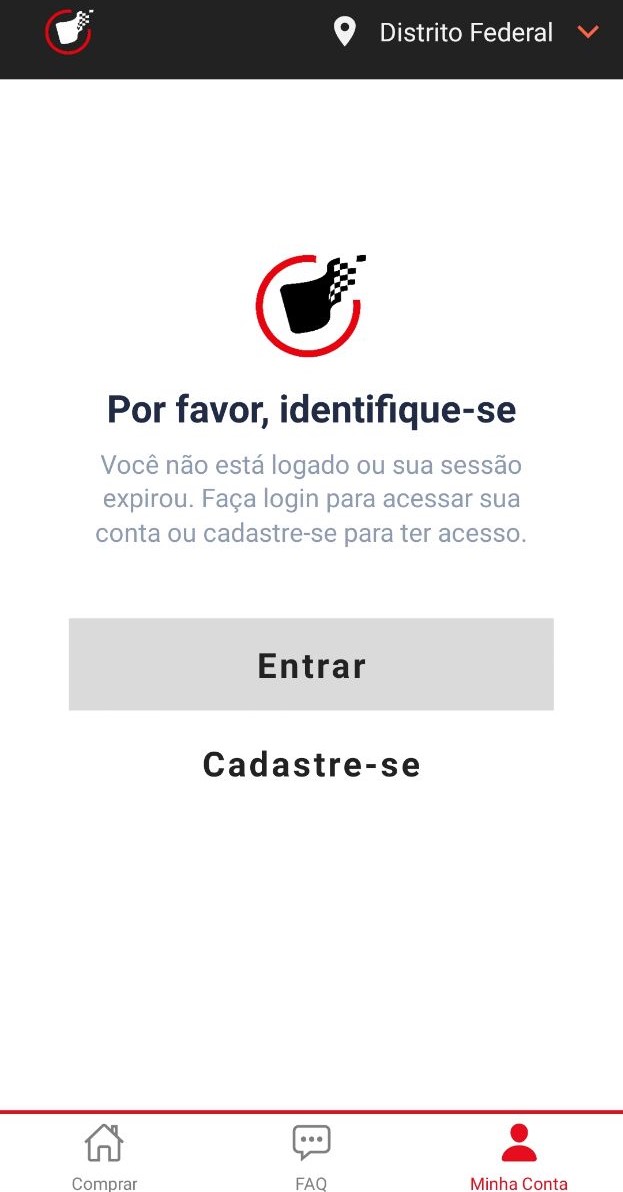 Distrito Federal
Por favor, identifique-se
Você não está logado ou sua sessão
expirou. Faça login para acessar sua
conta ou cadastre-se para ter acesso.
Entrar
Cadastre-se
Comprar
FAQ
Minha Conta